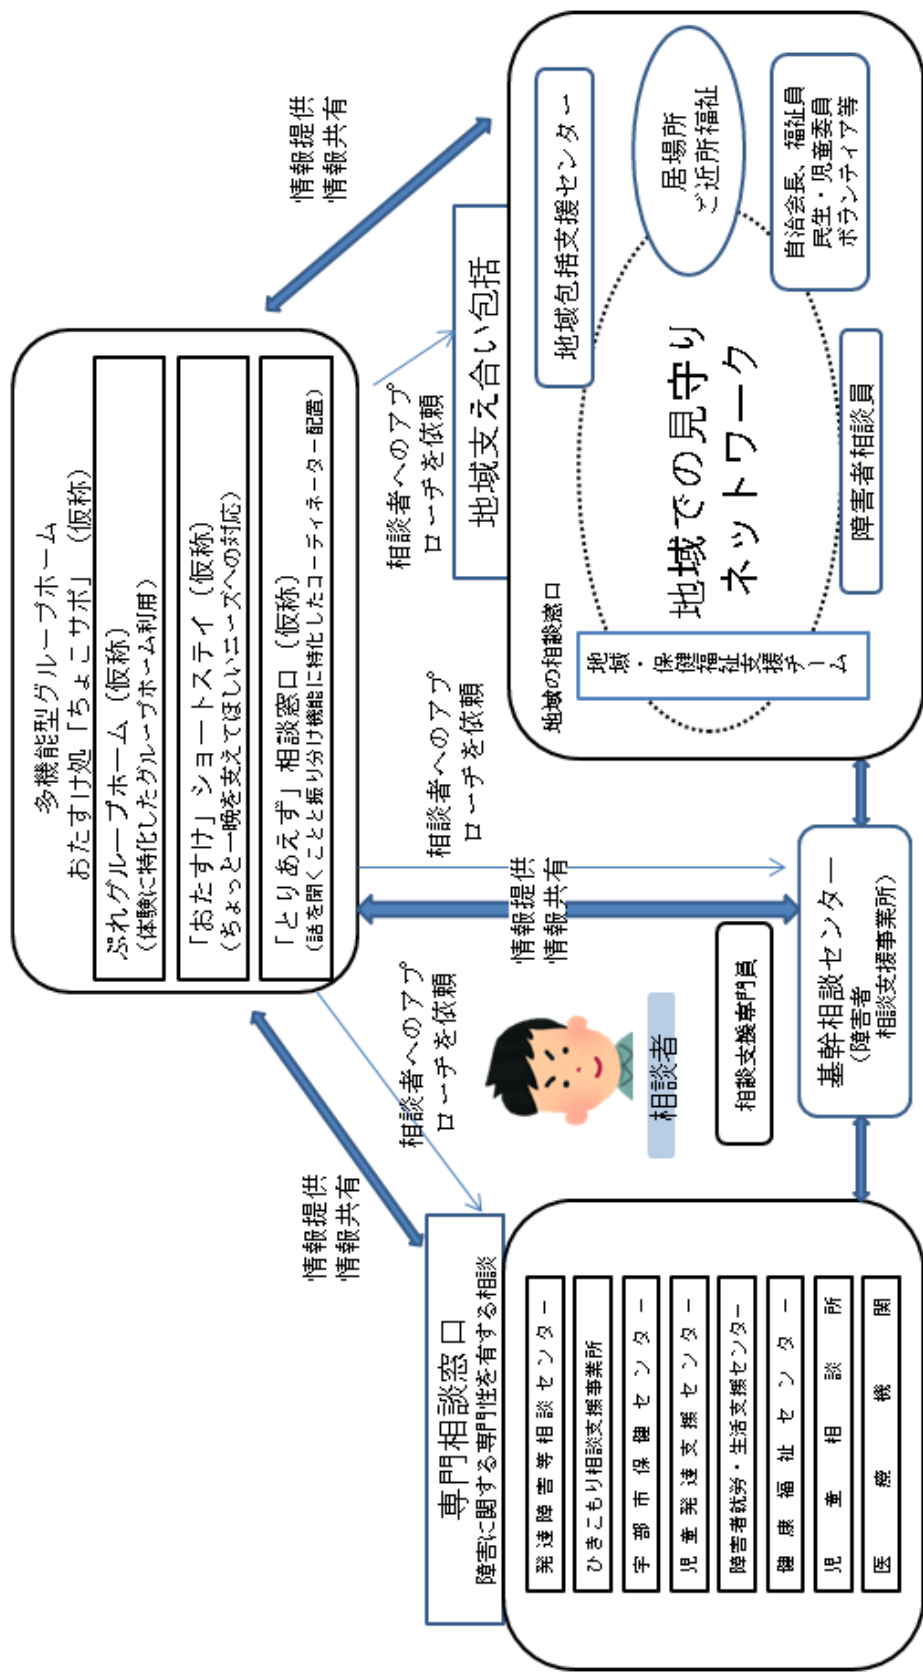 多機能型グループホーム
おたすけ処「ちょこサポ」(仮称)
ぷれグループホーム(仮称)
(体験に特化したグループホーム利用)
「おたすけ」ショートステイ(仮称)
(ちょっと一晩を支えてほしいニーズへの対応)
「とりあえず」相談窓口(仮称)
(話を聞くことと振り分け機能に特化したコーディネーター配置)
情報提供
情報共有
相談者へのアプ
ローチを依頼
情報提供
情報共有
相談者へのアプ
ローチを依頼
相談者へのアプ
ローチを依頼
情報提供
情報共有
専門相談窓口
障害に関する専門性を有する相談
発達障害等相談センター
ひきこもり相談支援事業所
宇部市保健センター
児童発達支援センター
障害者就労・生活支援センター
健康福祉センター
児童相談所
医療機関
相談者
相談支援専門員
基幹相談センター
(障害者
相談支援事業所)
地域支え合い包括
地域の相談窓口
地域・保健福祉支援チーム
地域包括支援センター
居場所
ご近所福祉
地域での見守り
ネットワーク
自治会長、福祉員
民生・児童委員
ボランティア等
障害者相談員